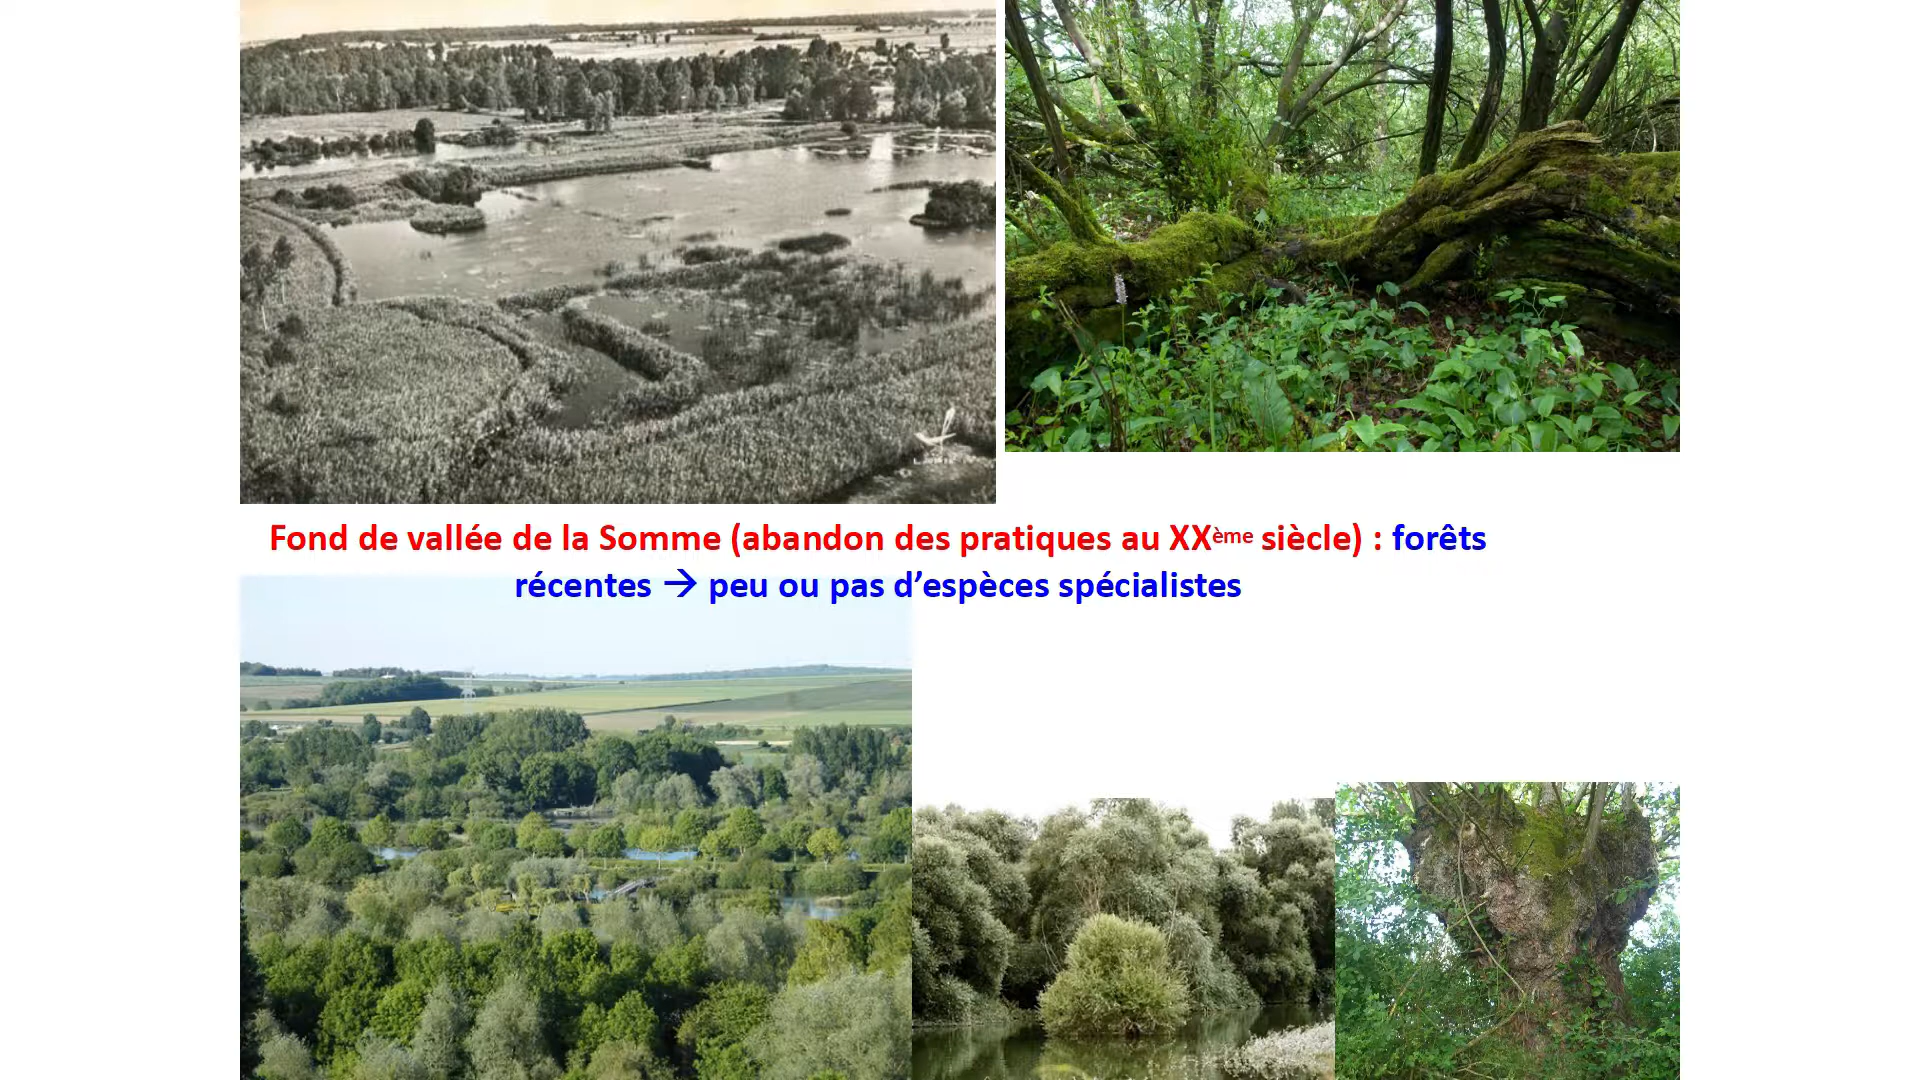 Fond de vallée de la Somme (abandon des pratiques au XXème siècle) : forêts
récentes → peu ou pas d’espèces spécialistes